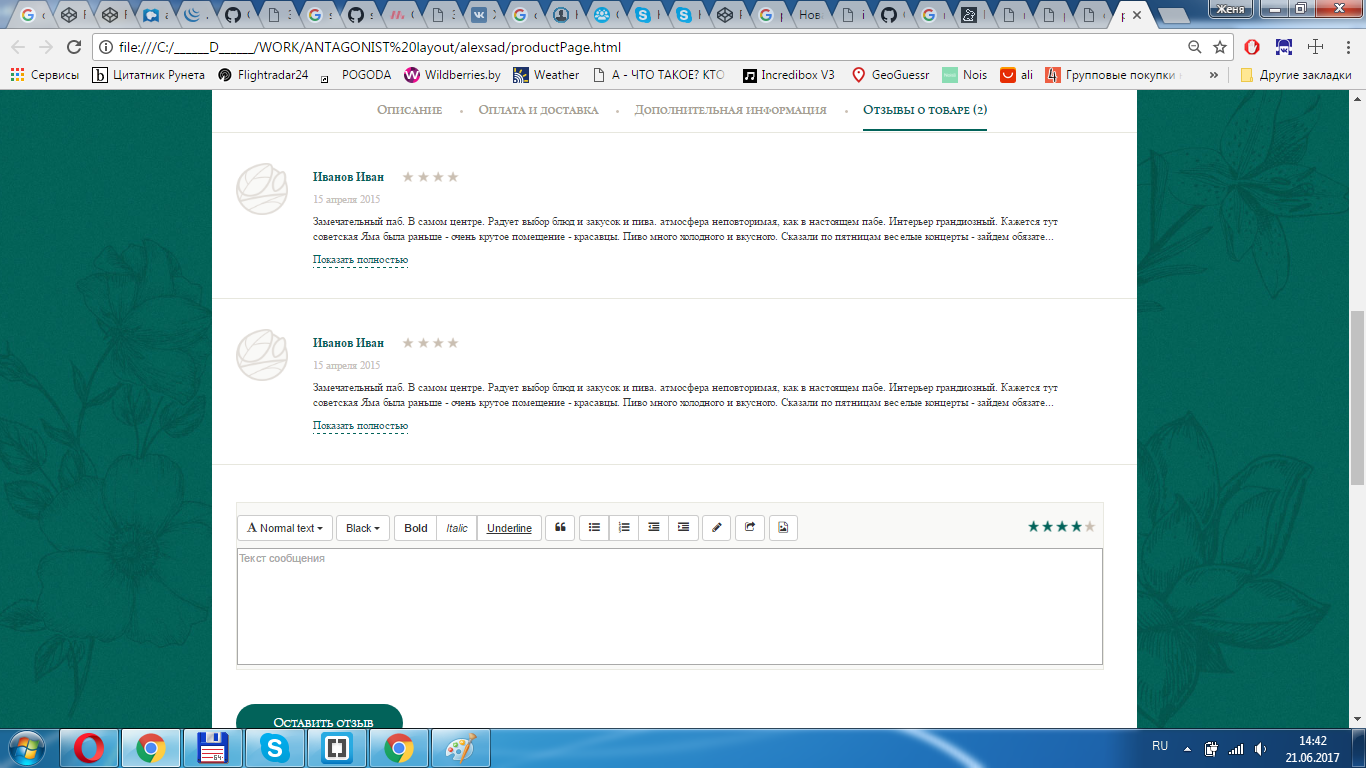 Женя
file:///C:/______D______/WORK/ANTAGONIST%20layout/alexsad/productPage.html
Сервисы
Цитатник Рунета
Flightradar24
POGODA
Wildberries.by
Weather
А - ЧТО ТАКОЕ? КТО
Incredibox V3
GeoGuessr
Nois
ali
Групповые покупки
»
Другие закладки
Описание
Оплата и доставка
Дополнительная информация
Отзывы о товаре (2)
Иванов Иван
15 апреля 2015
Замечательный паб. В самом центре. Радует выбор блюд и закусок и пива. атмосфера неповторимая, как в настоящем пабе. Интерьер грандиозный. Кажется тут
советская Яма была раньше - очень крутое помещение - красавцы. Пиво много холодного и вкусного. Сказали по пятницам веселые концерты - зайдем обязате...
Показать полностью
Иванов Иван
15 апреля 2015
Замечательный паб. В самом центре. Радует выбор блюд и закусок и пива. атмосфера неповторимая, как в настоящем пабе. Интерьер грандиозный. Кажется тут
советская Яма была раньше - очень крутое помещение - красавцы. Пиво много холодного и вкусного. Сказали по пятницам веселые концерты - зайдем обязате...
Показать полностью
A Normal text
Black
Bold
Italic
Underline
Текст сообщения
Оставить отзыв
RU
14:42
21.06.2017